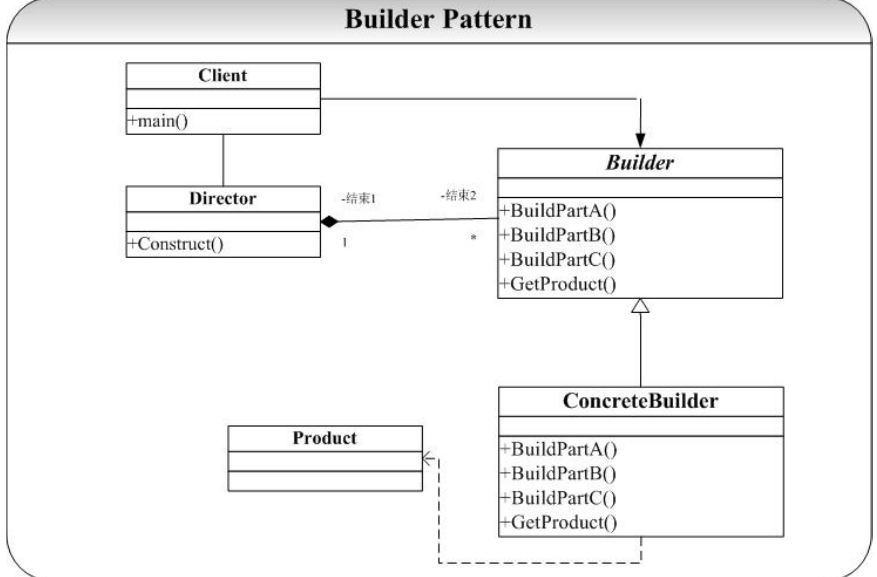 Builder Pattern
Client
+main()
Director
+Construct()
-结束1
-结束2
1
*
Builder
+BuildPartA()
+BuildPartB()
+BuildPartC()
+GetProduct()
ConcreteBuilder
+BuildPartA()
+BuildPartB()
+BuildPartC()
+GetProduct()
Product